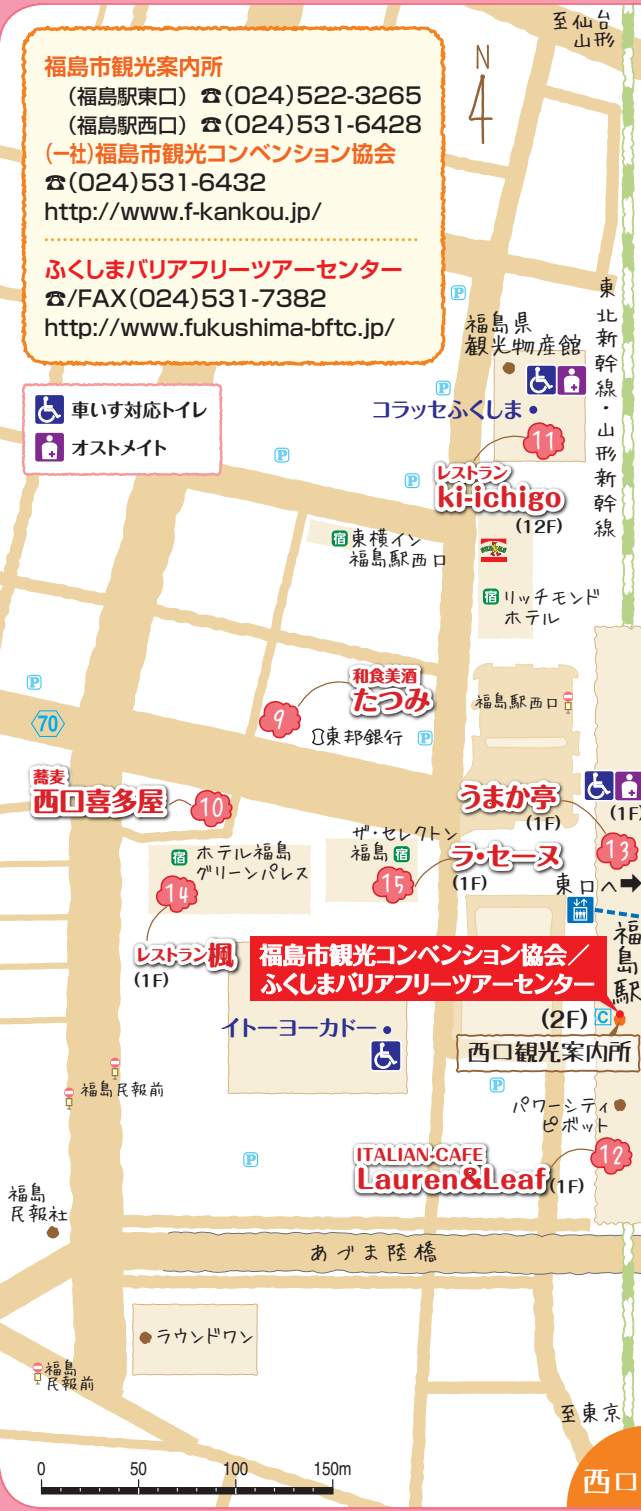 福島市観光案内所
(福島駅東口) ☎(024)522-3265
(福島駅西口) ☎(024)531-6428
(一社)福島市観光コンベンション協会
☎(024)531-6432
http://www.f-kankou.jp/
ふくしまバリアフリーツアーセンター
☎/FAX(024)531-7382
http://www.fukushima-bftc.jp/
車いす対応トイレ
オストメイト
至仙台
山形
N
東北新幹線・山形新幹線
P
福島県
観光物産館
P
コラッセふくしま
11
レストラン
ki-ichigo
(12F)
P
P
宿 東横イン
福島駅西口
宿 リッチモンド
ホテル
P
70
和食美酒
たつみ
9
東邦銀行 P
福島駅西口
蕎麦
西口喜多屋
10
うまか亭
(1F)
(1F)
13
宿 ホテル福島
グリーンパレス
14
ザ・セレクトン
福島 宿
15
ラ・セーヌ
(1F)
東口へ➡
レストラン楓
(1F)
福島市観光コンベンション協会/
ふくしまバリアフリーツアーセンター
福島駅
(2F) C
西口観光案内所
イトーヨーカドー
P
福島民報前
パワーシティ
ピボット
12
P
ITALIAN-CAFE
Lauren&Leaf
(1F)
福島
民報社
あづま陸橋
ラウンドワン
福島
民報前
至東京
0 50 100 150m
西口